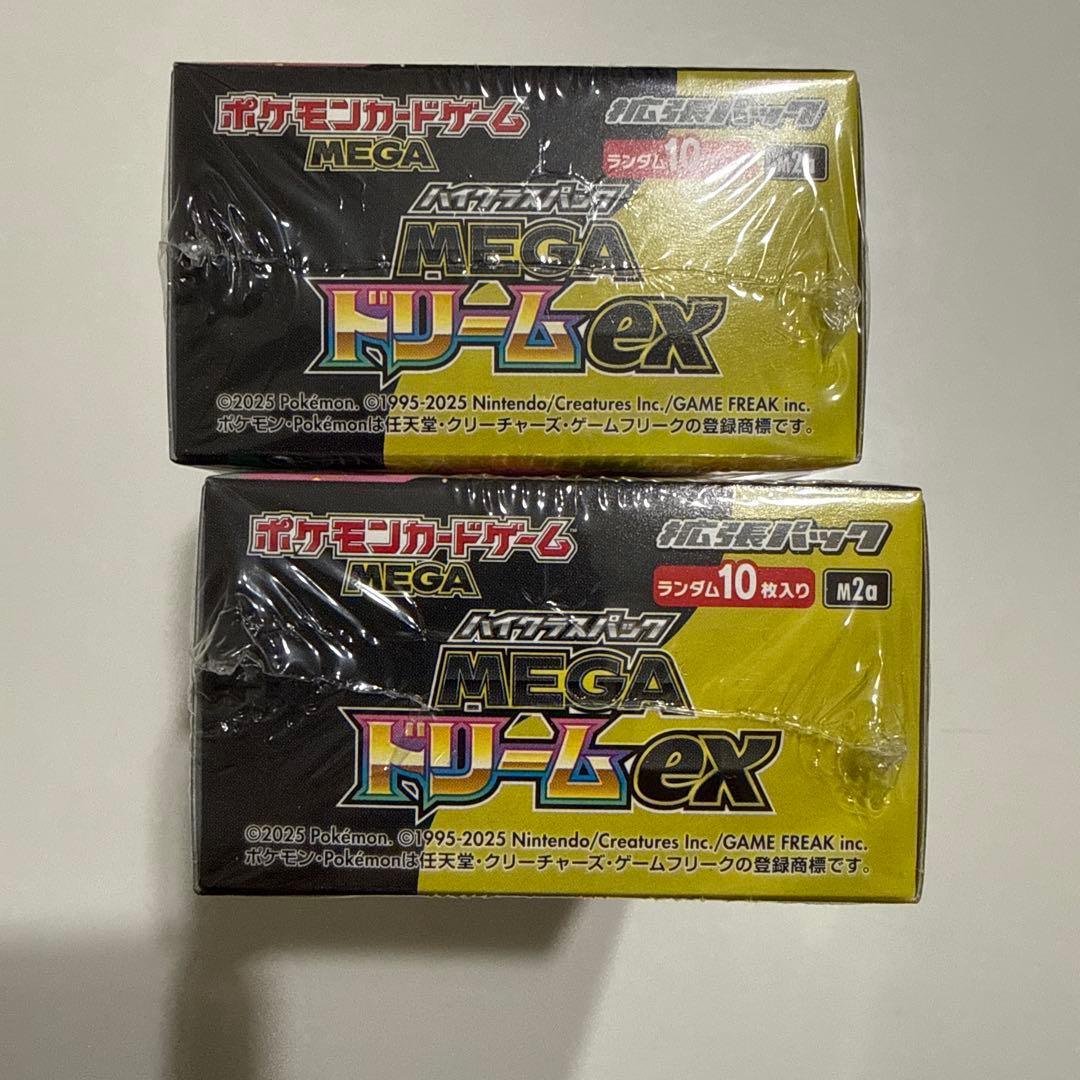 ポケモンカードゲーム
MEGA
拡張パック
ランダム10
M2a
ハイクラスパック
MEGA
ドリームex
©2025 Pokémon. ©1995-2025 Nintendo/Creatures Inc./GAME FREAK inc.
ポケモン・Pokémonは任天堂・クリーチャーズ・ゲームフリークの登録商標です。
ポケモンカードゲーム
MEGA
拡張パック
ランダム10枚入り
M2a
ハイクラスパック
MEGA
ドリームex
©2025 Pokémon. ©1995-2025 Nintendo/Creatures Inc./GAME FREAK inc.
ポケモン・Pokémonは任天堂・クリーチャーズ・ゲームフリークの登録商標です。